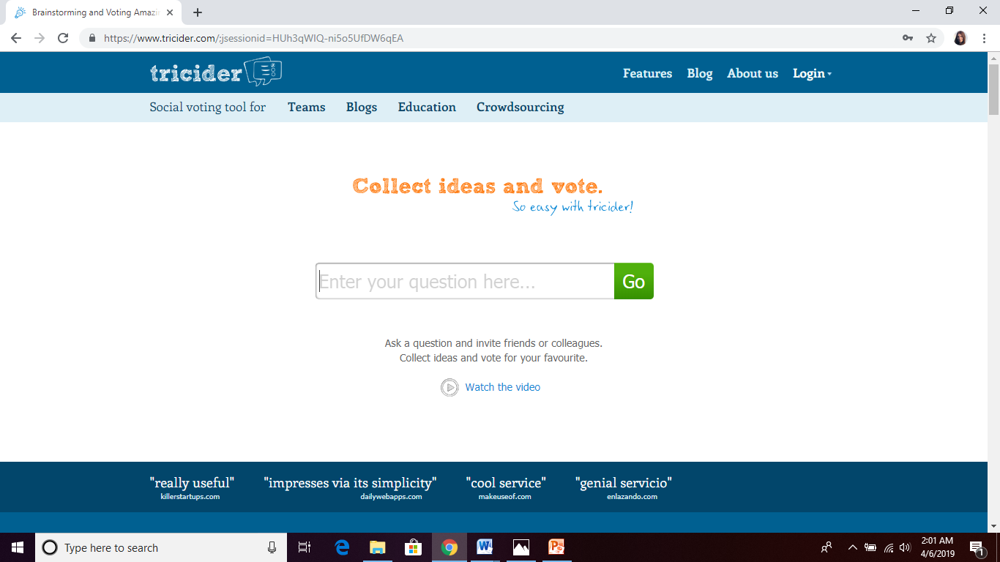 Brainstorming and Voting Amazi
https://www.tricider.com/;jsessionid=HUh3qWIQ-ni5o5UfDW6qEA
tricider
Features Blog About us Login
Social voting tool for Teams Blogs Education Crowdsourcing
Collect ideas and vote.
So easy with tricider!
Enter your question here...
Go
Ask a question and invite friends or colleagues.
Collect ideas and vote for your favourite.
Watch the video
"really useful" "impresses via its simplicity" "cool service" "genial servicio"
killerstartups.com dailywebapps.com makeuseof.com enlazando.com
Type here to search
2:01 AM
4/6/2019
1